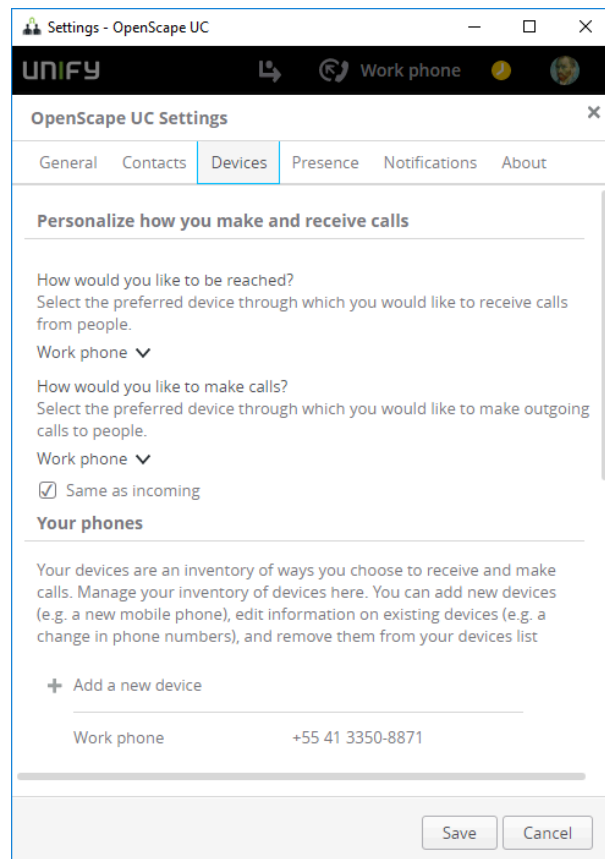 Settings - OpenScape UC
UNIFY Work phone
OpenScape UC Settings
General Contacts Devices Presence Notifications About
Personalize how you make and receive calls
How would you like to be reached?
Select the preferred device through which you would like to receive calls
from people.
Work phone
How would you like to make calls?
Select the preferred device through which you would like to make outgoing
calls to people.
Work phone
Same as incoming
Your phones
Your devices are an inventory of ways you choose to receive and make
calls. Manage your inventory of devices here. You can add new devices
(e.g. a new mobile phone), edit information on existing devices (e.g. a
change in phone numbers), and remove them from your devices list
Add a new device
Work phone +55 41 3350-8871
Save Cancel